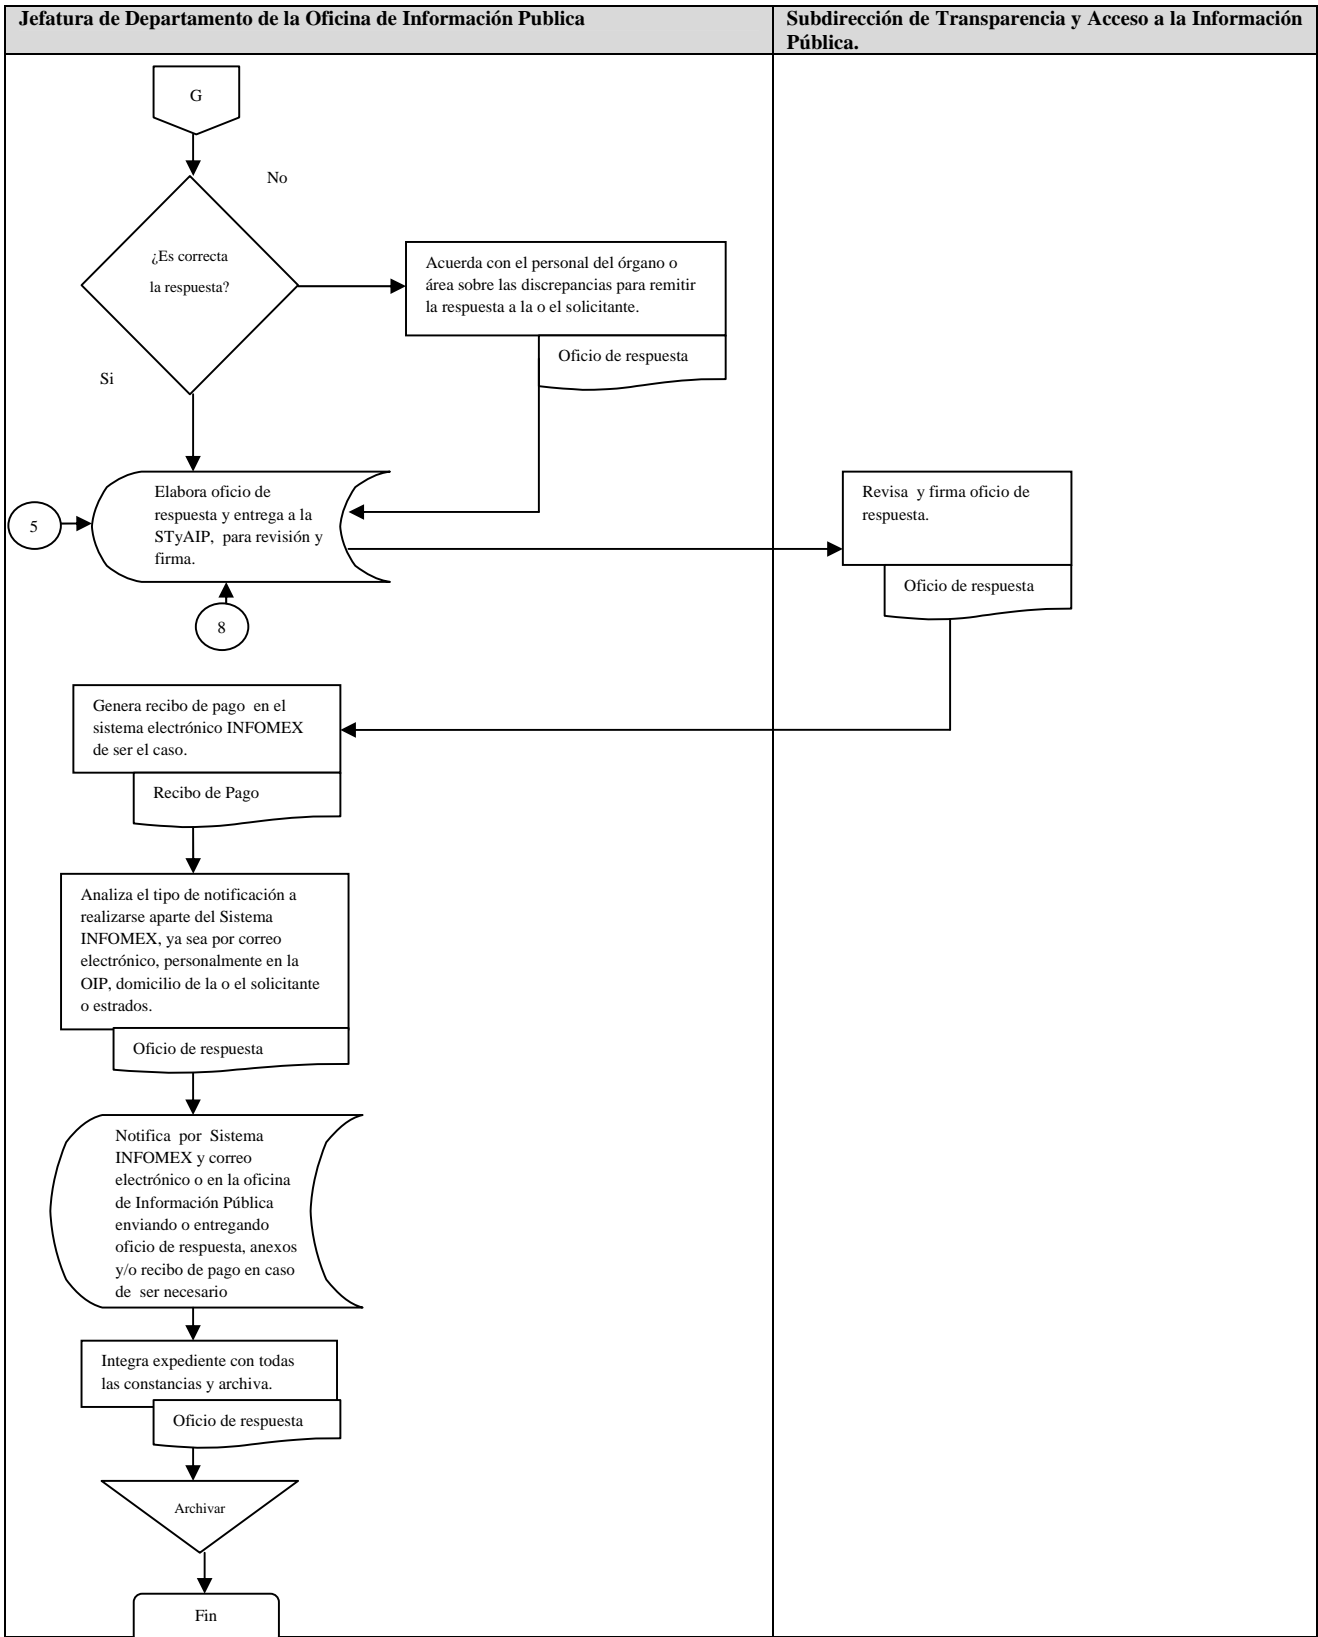 Jefatura de Departamento de la Oficina de Información Publica
Subdirección de Transparencia y Acceso a la Información
Pública.
G
No
¿Es correcta
la respuesta?
Acuerda con el personal del órgano o
área sobre las discrepancias para remitir
la respuesta a la o el solicitante.
Oficio de respuesta
Si
Elabora oficio de
respuesta y entrega a la
STyAIP, para revisión y
firma.
5
8
Revisa y firma oficio de
respuesta.
Oficio de respuesta
Genera recibo de pago en el
sistema electrónico INFOMEX
de ser el caso.
Recibo de Pago
Analiza el tipo de notificación a
realizarse aparte del Sistema
INFOMEX, ya sea por correo
electrónico, personalmente en la
OIP, domicilio de la o el solicitante
o estrados.
Oficio de respuesta
Notifica por Sistema
INFOMEX y correo
electrónico o en la oficina
de Información Pública
enviando o entregando
oficio de respuesta, anexos
y/o recibo de pago en caso
de ser necesario
Integra expediente con todas
las constancias y archiva.
Oficio de respuesta
Archivar
Fin